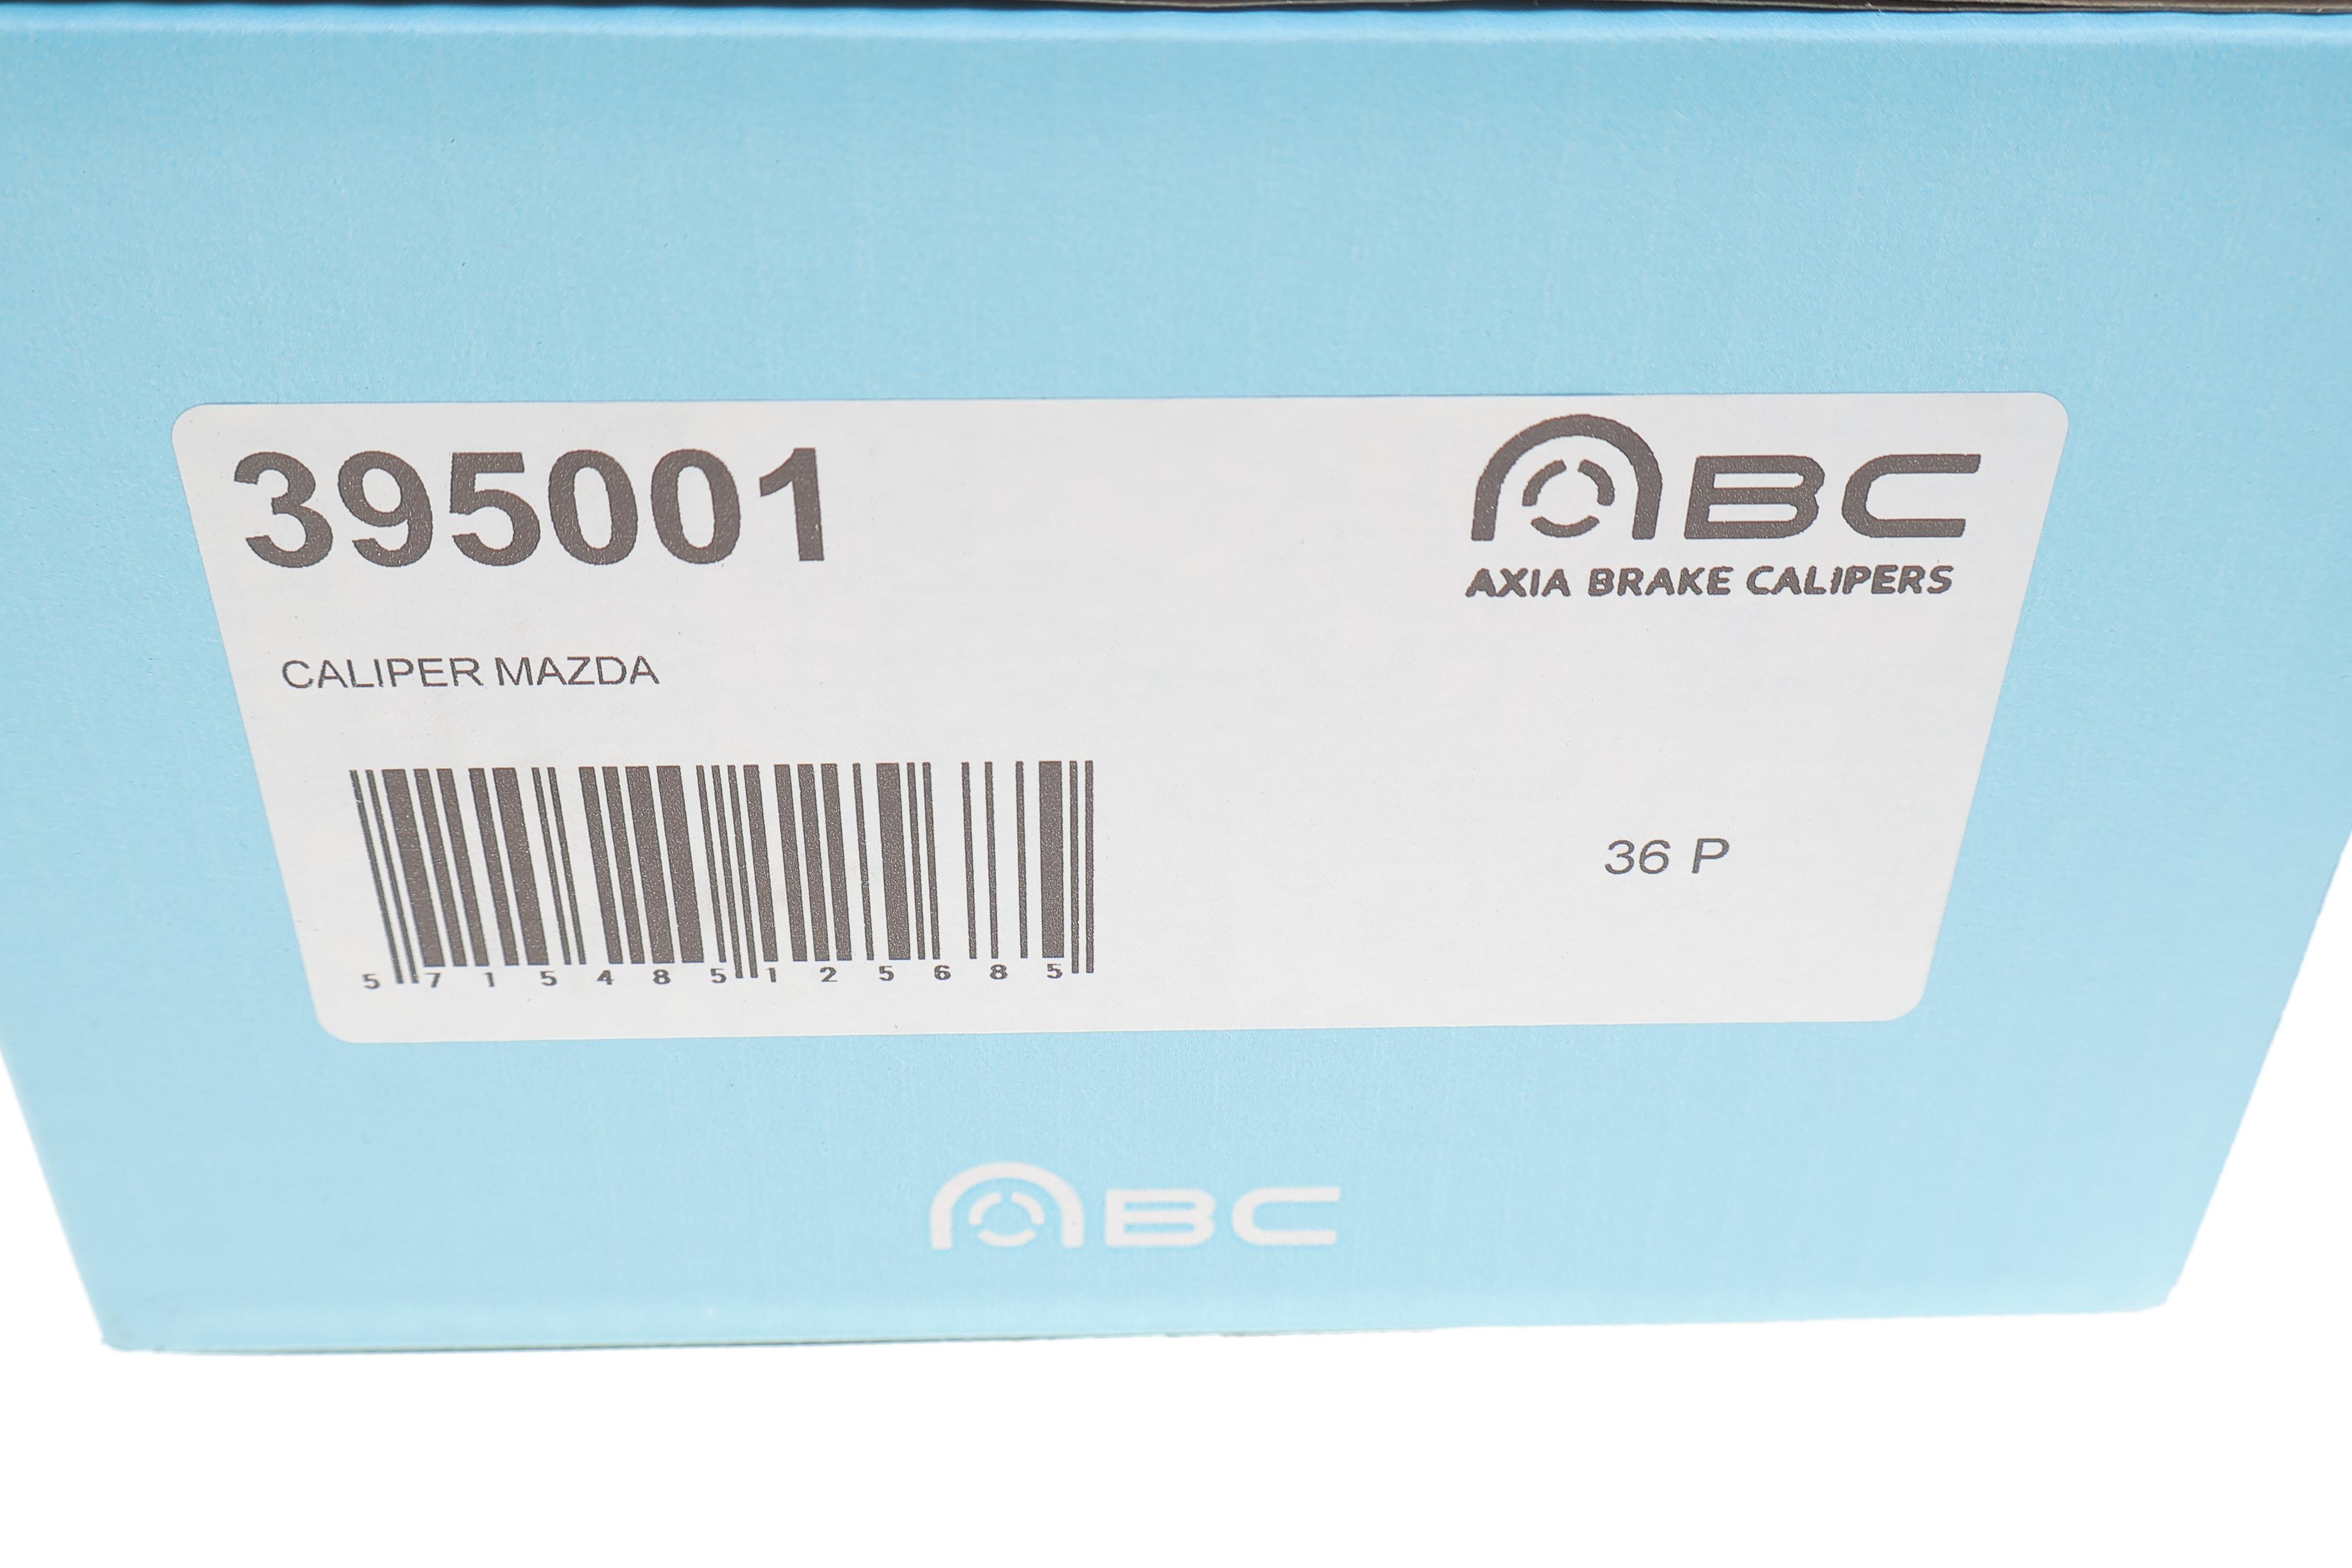 395001
ABC
AXIA BRAKE CALIPERS
CALIPER MAZDA
5 715485 125685
36 P
ABC